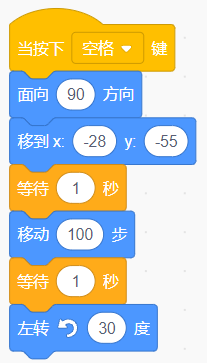 当按下 空格 键
面向 90 方向
移到 x: -28 y: -55
等待 1 秒
移动 100 步
等待 1 秒
左转 30 度